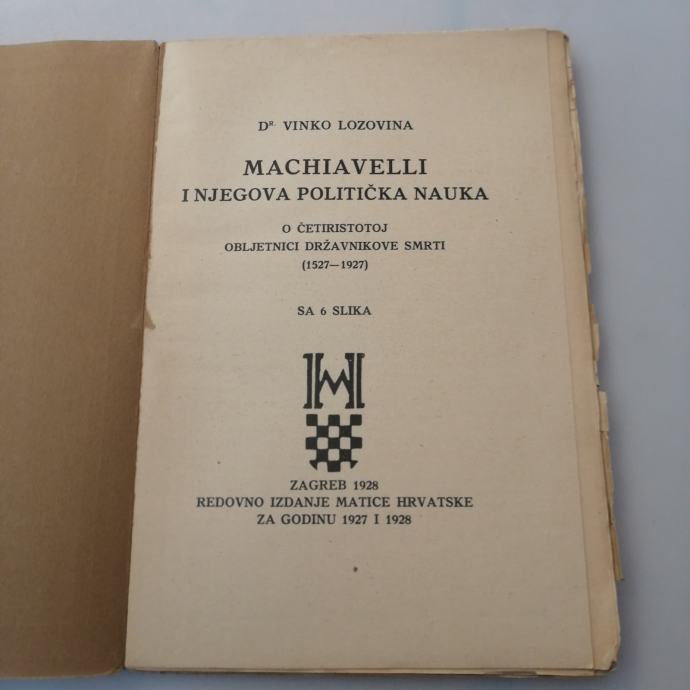 Dr. VINKO LOZOVINA
MACHIAVELLI
I NJEGOVA POLITIČKA NAUKA
O ČETIRISTOTOJ
OBLJETNICI DRŽAVNIKOVE SMRTI
(1527—1927)
SA 6 SLIKA
MH
ZAGREB 1928
REDOVNO IZDANJE MATICE HRVATSKE
ZA GODINU 1927 I 1928